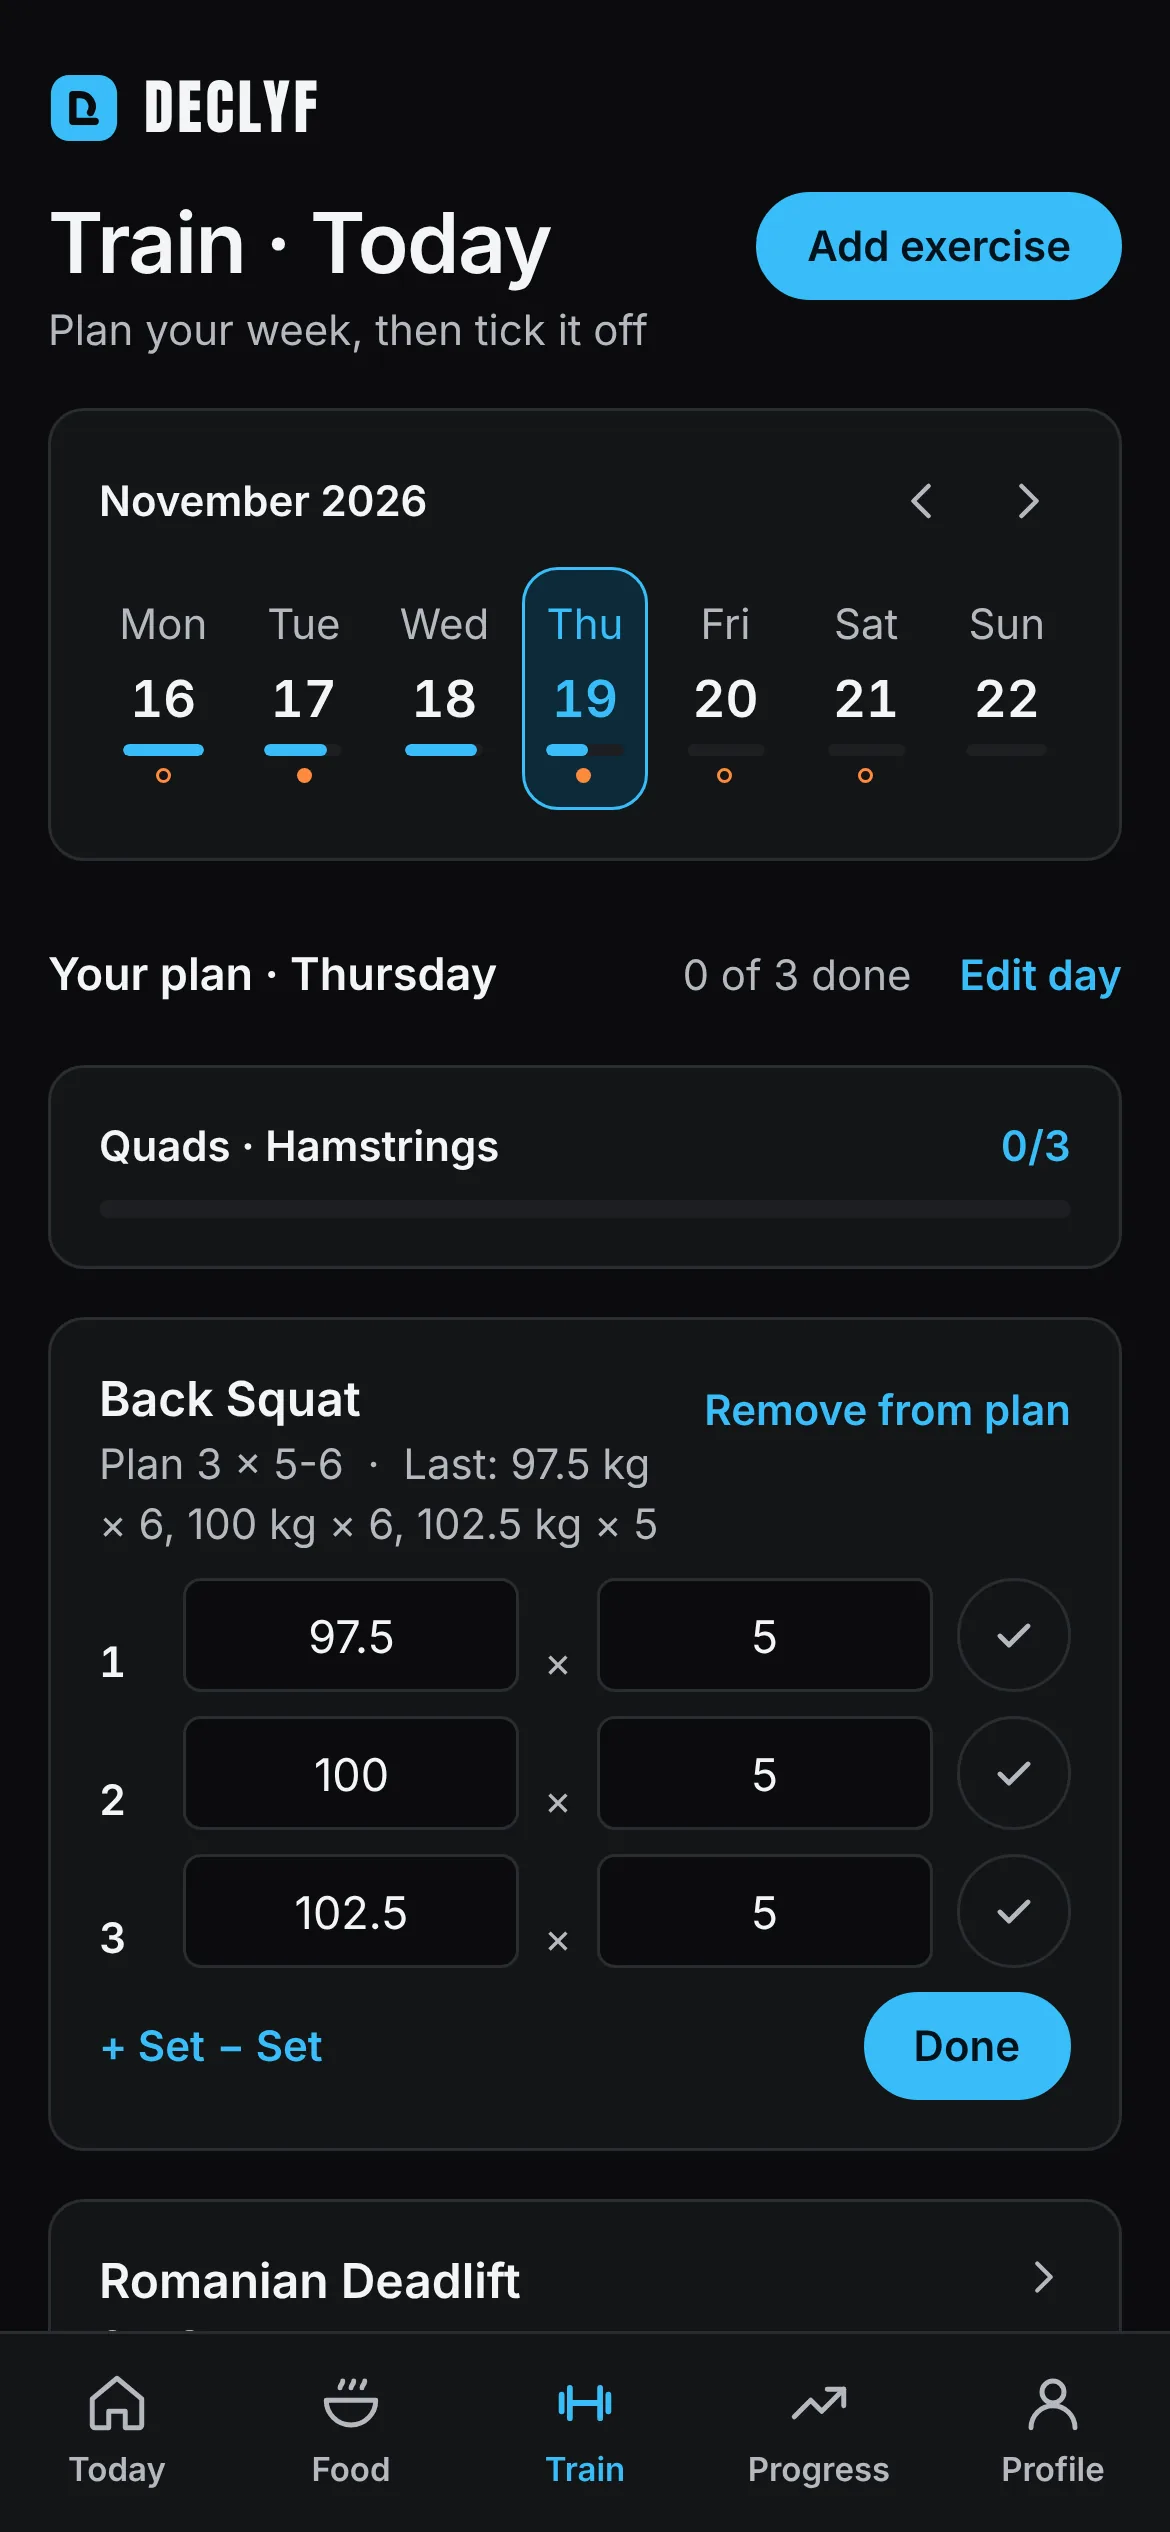 DECLYF
Train · Today
Add exercise
Plan your week, then tick it off
November 2026
Mon Tue Wed Thu Fri Sat Sun
16 17 18 19 20 21 22
Your plan · Thursday 0 of 3 done Edit day
Quads · Hamstrings 0/3
Back Squat
Remove from plan
Plan 3 × 5-6 · Last: 97.5 kg
× 6, 100 kg × 6, 102.5 kg × 5
1 97.5 × 5
2 100 × 5
3 102.5 × 5
+ Set – Set Done
Romanian Deadlift
Today Food Train Progress Profile